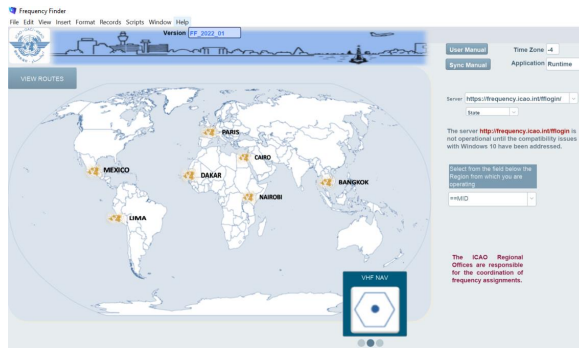 Frequency Finder
File Edit View Insert Format Records Scripts Window Help
Version FF_2022_01
User Manual
Time Zone -4
Sync Manual
Application Runtime
VIEW ROUTES
Server https://frequency.icao.int/fflogin/
State
The server http://frequency.icao.int/fflogin is
not operational until the compatibility issues
with Windows 10 have been addressed.
PARIS
CAIRO
MEXICO
DAKAR
BANGKOK
NAIROBI
LIMA
Select from the field below the
Region from which you are
operating
==MID
The ICAO Regional
Offices are responsible
for the coordination of
frequency assignments.
VHF NAV